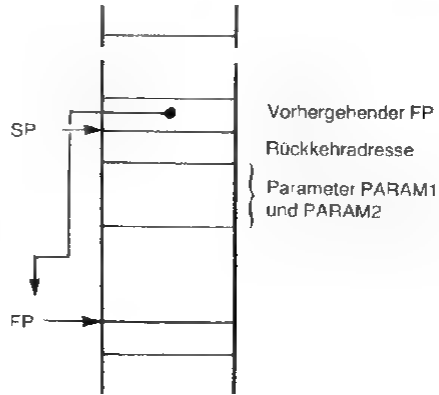 Vorhergehender FP
SP
Rückkehradresse
Parameter PARAM1
und PARAM2
FP